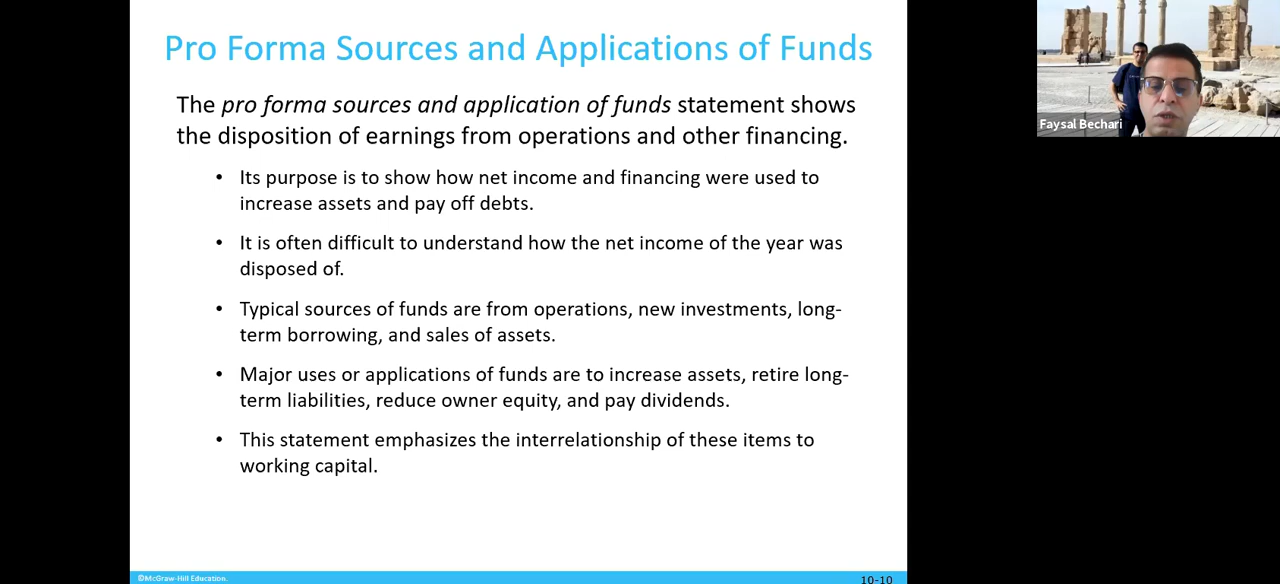 Pro Forma Sources and Applications of Funds
The pro forma sources and application of funds statement shows
the disposition of earnings from operations and other financing.
• Its purpose is to show how net income and financing were used to
increase assets and pay off debts.
• It is often difficult to understand how the net income of the year was
disposed of.
• Typical sources of funds are from operations, new investments, long-
term borrowing, and sales of assets.
• Major uses or applications of funds are to increase assets, retire long-
term liabilities, reduce owner equity, and pay dividends.
• This statement emphasizes the interrelationship of these items to
working capital.
©McGraw-Hill Education.
10-10
Faysal Bechari